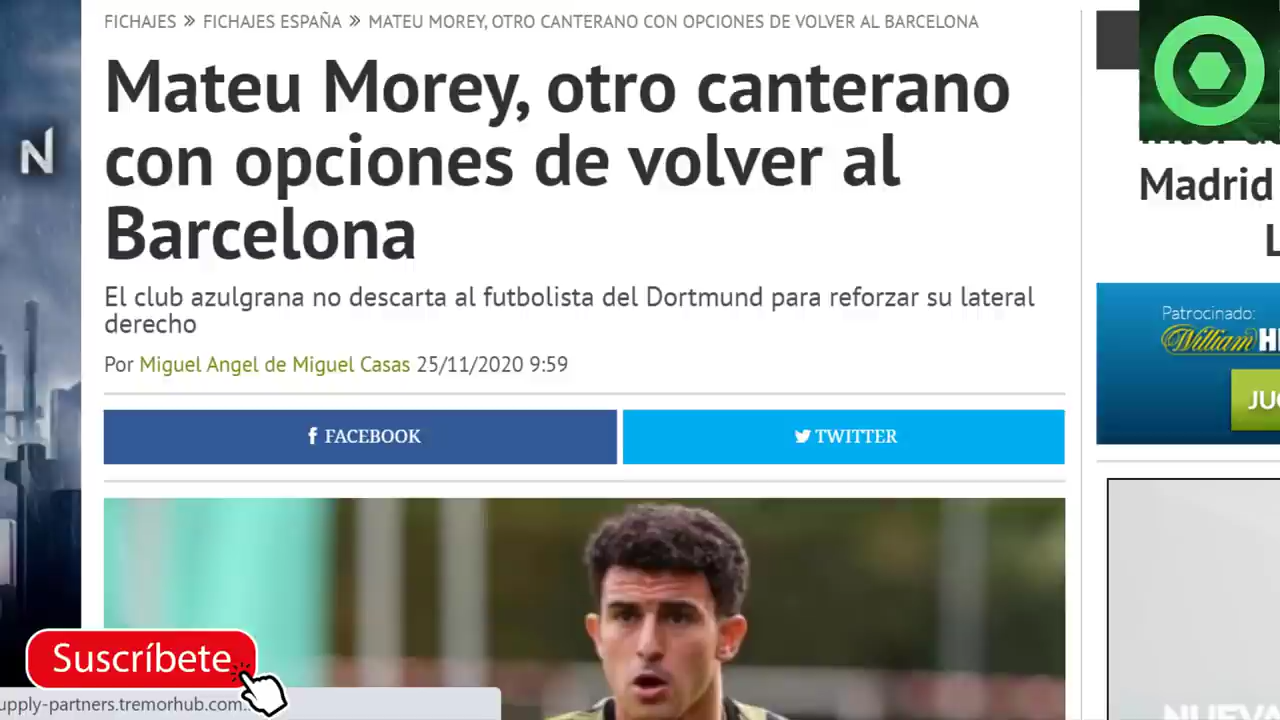 FICHAJES » FICHAJES ESPAÑA » MATEU MOREY, OTRO CANTERANO CON OPCIONES DE VOLVER AL BARCELONA
Mateu Morey, otro canterano
con opciones de volver al
Barcelona
El club azulgrana no descarta al futbolista del Dortmund para reforzar su lateral
derecho
Por Miguel Angel de Miguel Casas 25/11/2020 9:59
FACEBOOK
TWITTER
N
Madrid
L
Patrocinado:
William H
JU
Suscríbete
upply-partners.tremorhub.com...
NUEVA